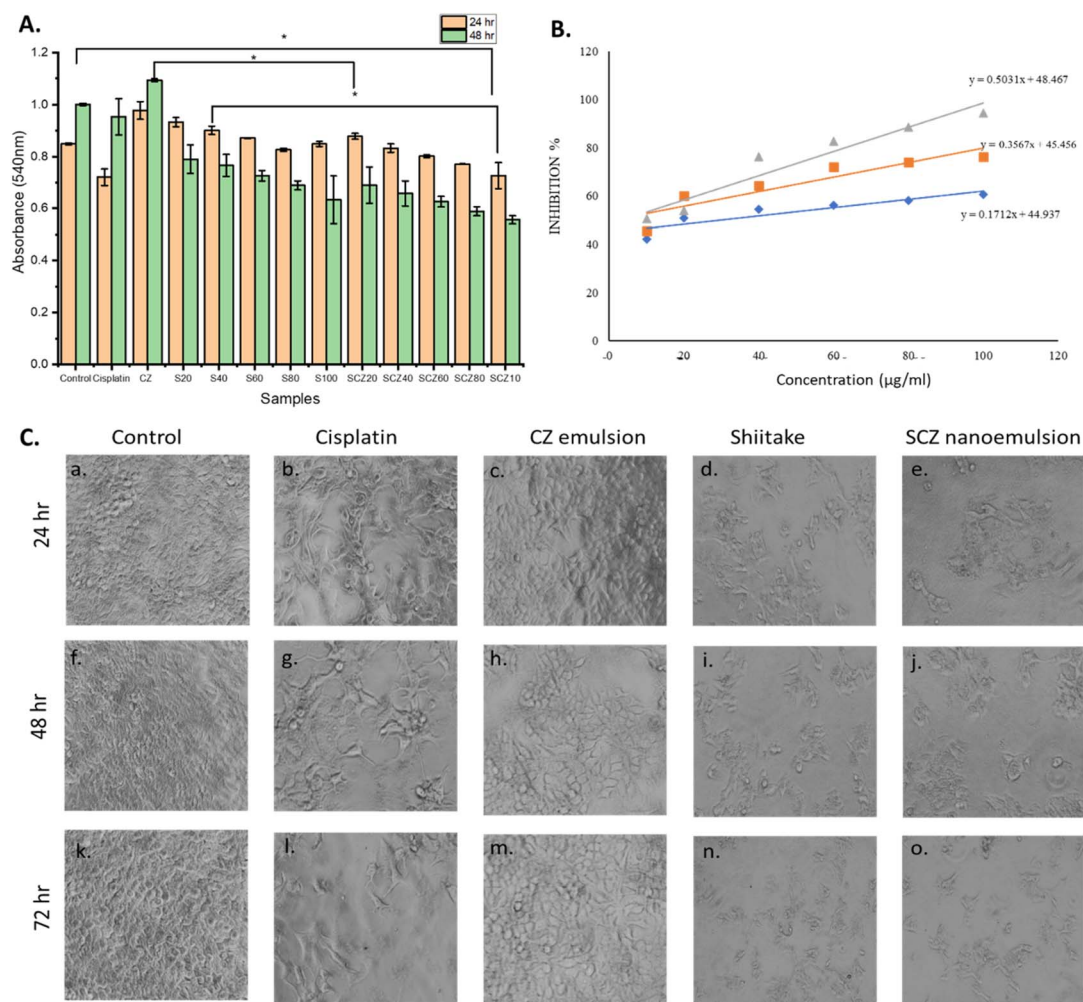 A.
24 hr
48 hr
*
*
*
1.2
1.0
0.8
0.6
0.4
0.2
0.0
Absorbance (540nm)
Control Cisplatin CZ S20 S40 S60 S80 S100 SCZ20 SCZ40 SCZ60 SCZ80 SCZ10
Samples
B.
120
100
80
60
40
20
0
INHIBITION %
y = 0.5031x + 48.467
y = 0.3567x + 45.456
y = 0.1712x + 44.937
0 20 40 60 80 100 120
Concentration (µg/ml)
C.
Control Cisplatin CZ emulsion Shiitake SCZ nanoemulsion
24 hr
a. b. c. d. e.
48 hr
f. g. h. i. j.
72 hr
k. l. m. n. o.